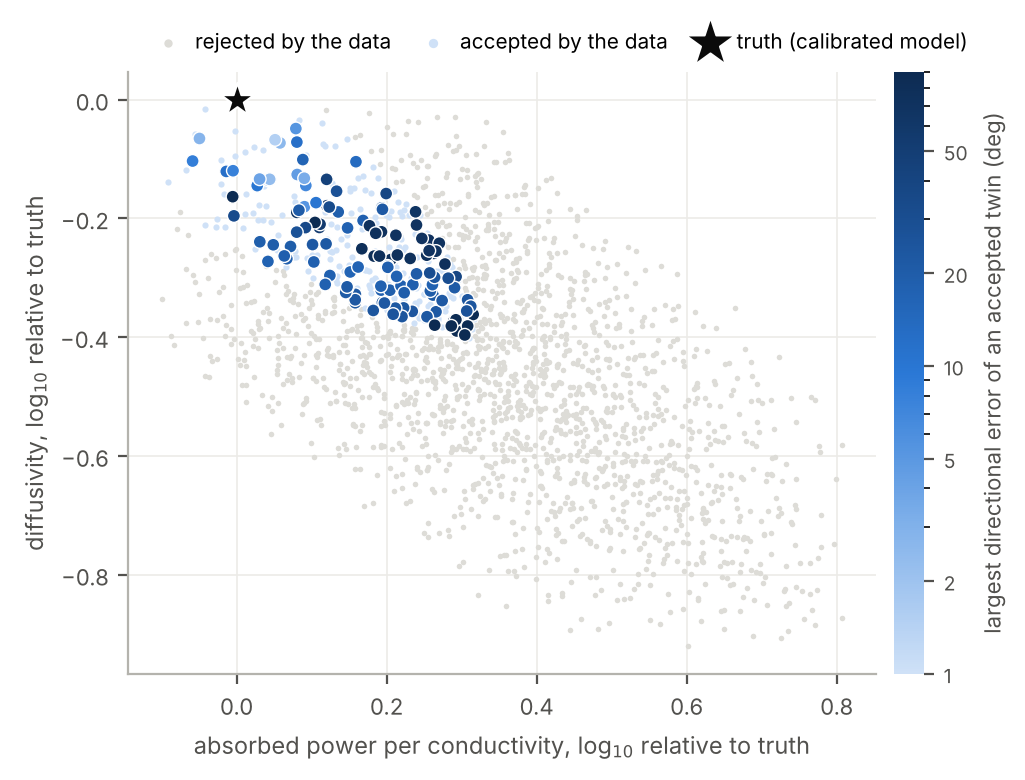 rejected by the data
accepted by the data
truth (calibrated model)
0.0
−0.2
−0.4
−0.6
−0.8
diffusivity, log₁₀ relative to truth
0.0
0.2
0.4
0.6
0.8
absorbed power per conductivity, log₁₀ relative to truth
50
20
10
5
2
1
largest directional error of an accepted twin (deg)